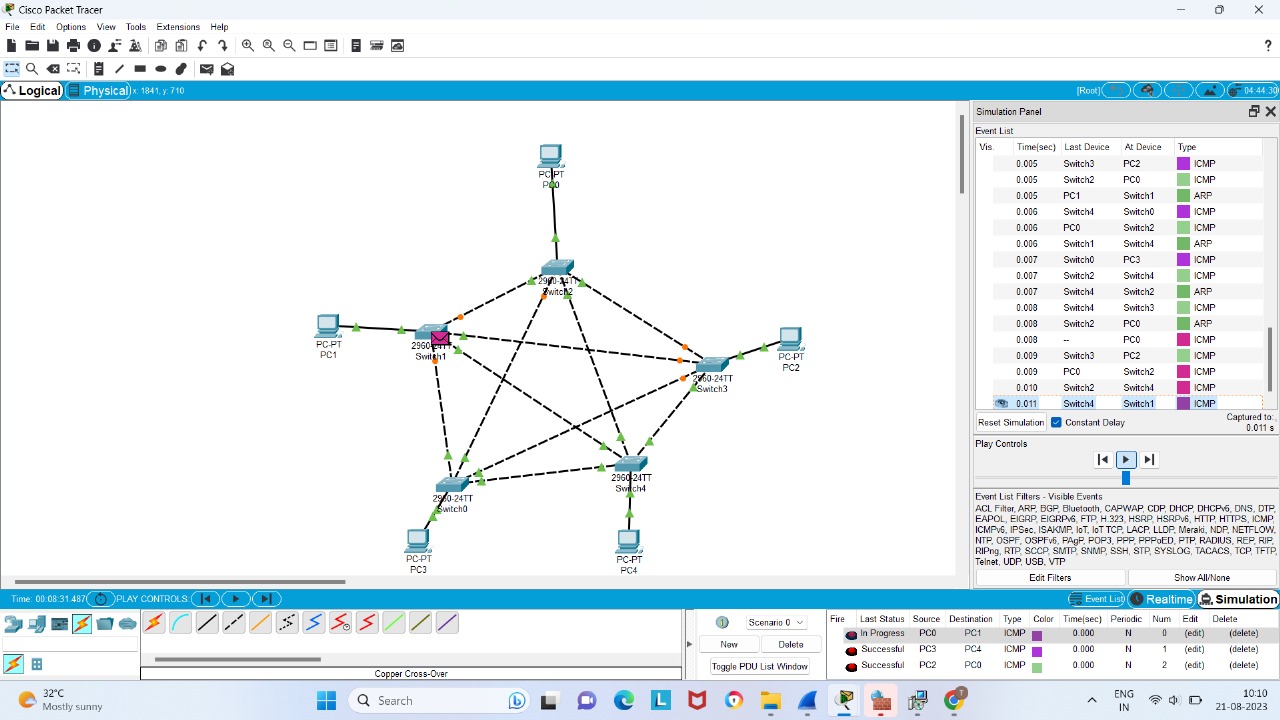 Cisco Packet Tracer
File Edit Options View Tools Extensions Help
?
Logical Physical x: 1841, y: 710 [Root] 04:44:30
PC-PT
PC0
2960-24TT
Switch2
PC-PT
PC1
2960-24TT
Switch1
PC-PT
PC2
2960-24TT
Switch3
2960-24TT
Switch4
2960-24TT
Switch0
PC-PT
PC3
PC-PT
PC4
Simulation Panel
Event List
Vis. Time(sec) Last Device At Device Type
0.005 Switch3 PC2 ICMP
0.005 Switch2 PC0 ICMP
0.005 PC1 Switch1 ARP
0.006 Switch4 Switch0 ICMP
0.006 PC0 Switch2 ICMP
0.006 Switch1 Switch4 ARP
0.007 Switch0 PC3 ICMP
0.007 Switch2 Switch4 ICMP
0.007 Switch4 Switch2 ARP
0.008 Switch4 Switch3 ICMP
0.008 Switch2 PC0 ARP
0.008 -- PC0 ICMP
0.009 Switch3 PC2 ICMP
0.009 PC0 Switch2 ICMP
0.010 Switch2 Switch4 ICMP
0.011 Switch4 Switch1 ICMP
Reset Simulation Constant Delay Captured to:
0.011 s
Play Controls
Event List Filters - Visible Events
ACL Filter, ARP, BGP, Bluetooth, CAPWAP, CDP, DHCP, DHCPv6, DNS, DTP,
EAPOL, EIGRP, EIGRPv6, FTP, H.323, HSRP, HSRPv6, HTTP, HTTPS, ICMP,
ICMPv6, IPSec, ISAKMP, IoT, IoT TCP, LACP, LLDP, Meraki, NDP, NETFLOW,
NTP, OSPF, OSPFv6, PAgP, POP3, PPP, PPPoED, PTP, RADIUS, REP, RIP,
RIPng, RTP, SCCP, SMTP, SNMP, SSH, STP, SYSLOG, TACACS, TCP, TFTP,
Telnet, UDP, USB, VTP
Edit Filters Show All/None
Time: 00:08:31.487 PLAY CONTROLS: Event List Realtime Simulation
Copper Cross-Over
Scenario 0
New Delete
Toggle PDU List Window
Fire Last Status Source Destination Type Color Time(sec) Periodic Num Edit Delete
In Progress PC0 PC1 ICMP 0.000 N 0 (edit) (delete)
Successful PC3 PC4 ICMP 0.000 N 1 (edit) (delete)
Successful PC2 PC0 ICMP 0.000 N 2 (edit) (delete)
32°C
Mostly sunny
Search
ENG
IN
10:10
21-08-2023